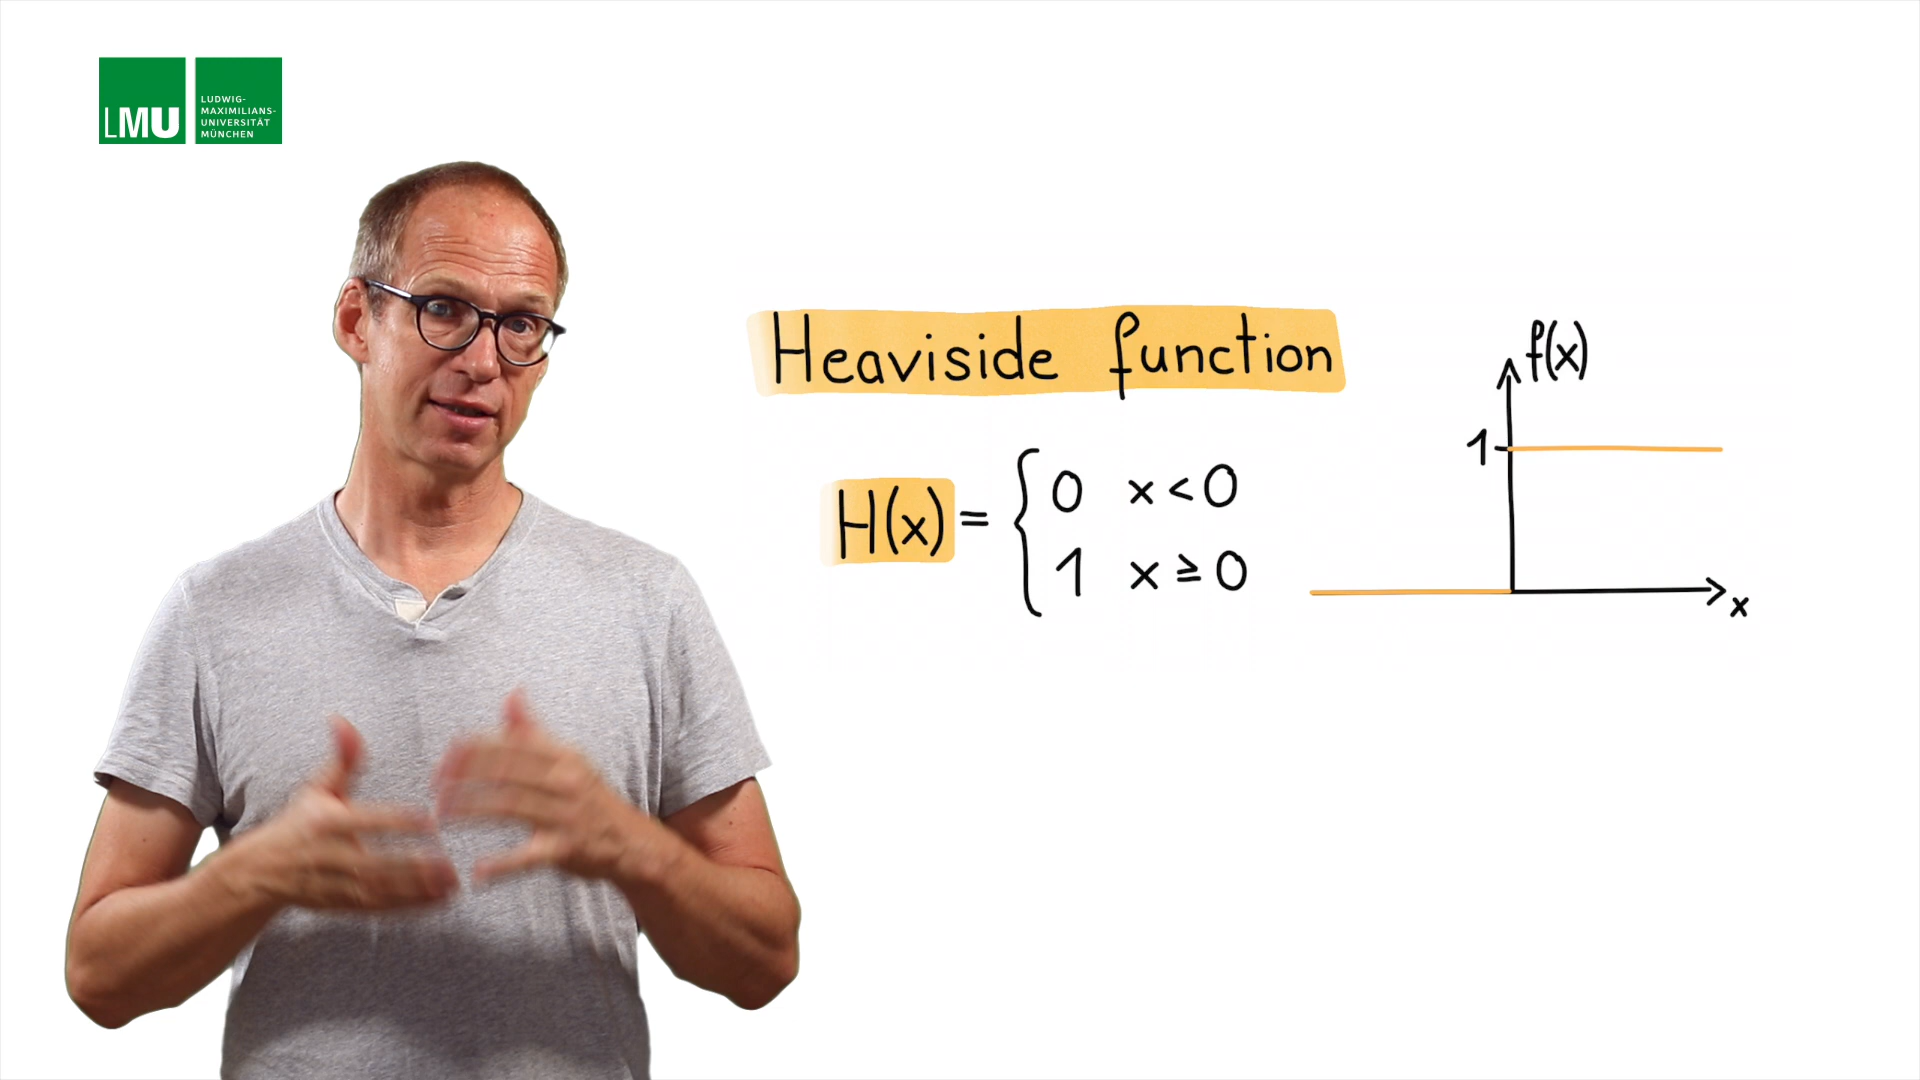 LMU
LUDWIG-
MAXIMILIANS-
UNIVERSITÄT
MÜNCHEN
Heaviside function
f(x)
1
H(x) = { 0 x < 0
1 x ≥ 0
x